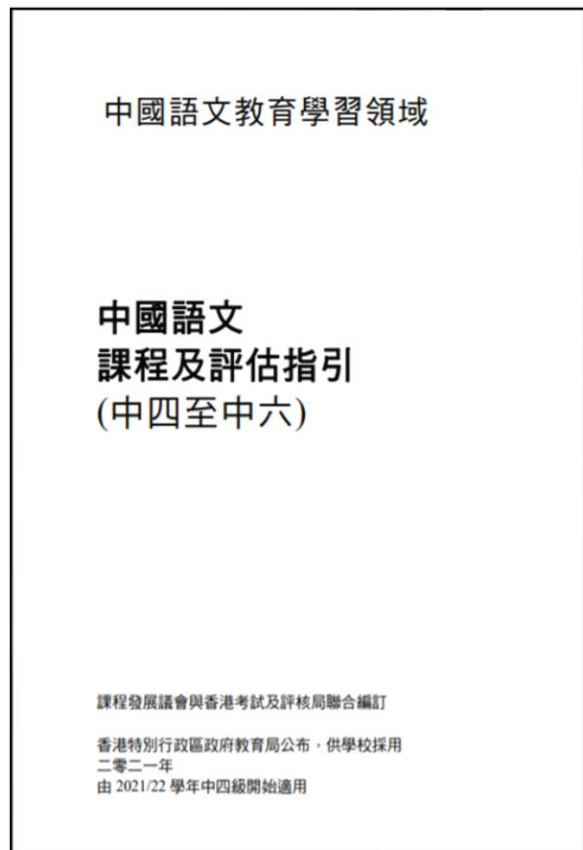 中國語文教育學習領域
中國語文
課程及評估指引
(中四至中六)
課程發展議會與香港考試及評核局聯合編訂
香港特別行政區政府教育局公布，供學校採用
二零二一年
由 2021/22 學年中四級開始適用